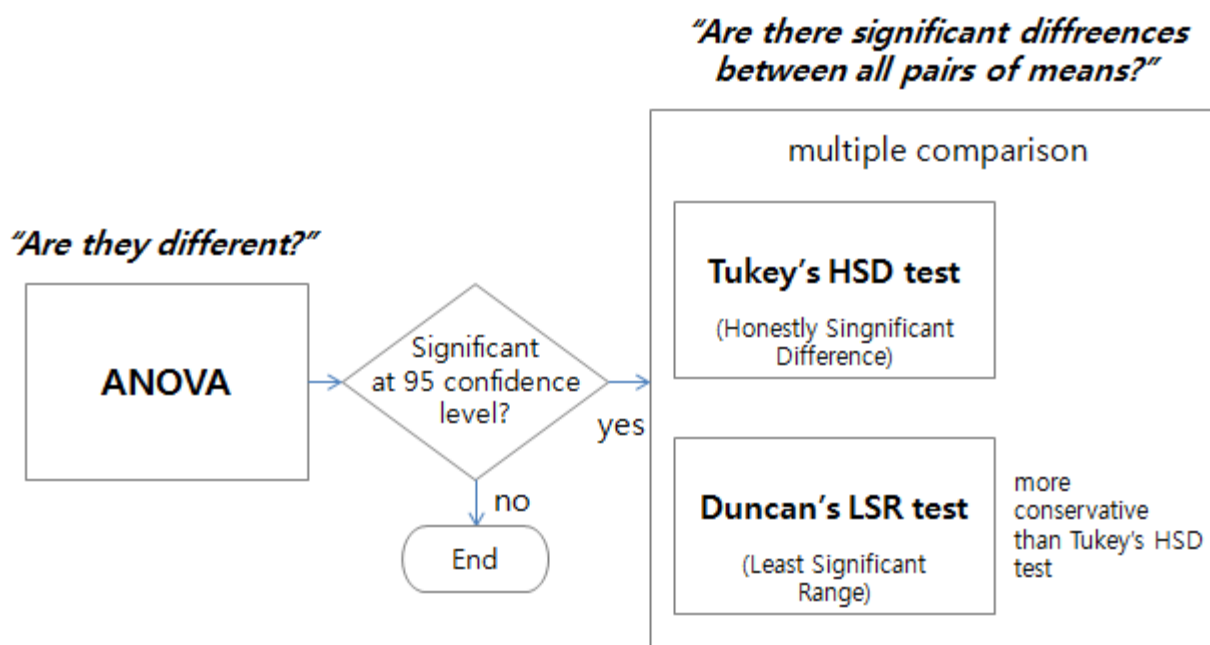 “Are there significant diffreences
between all pairs of means?”
multiple comparison
“Are they different?”
Tukey’s HSD test
(Honestly Singnificant
Difference)
ANOVA
Significant
at 95 confidence
level?
yes
no
End
Duncan’s LSR test
(Least Significant
Range)
more
conservative
than Tukey's HSD
test